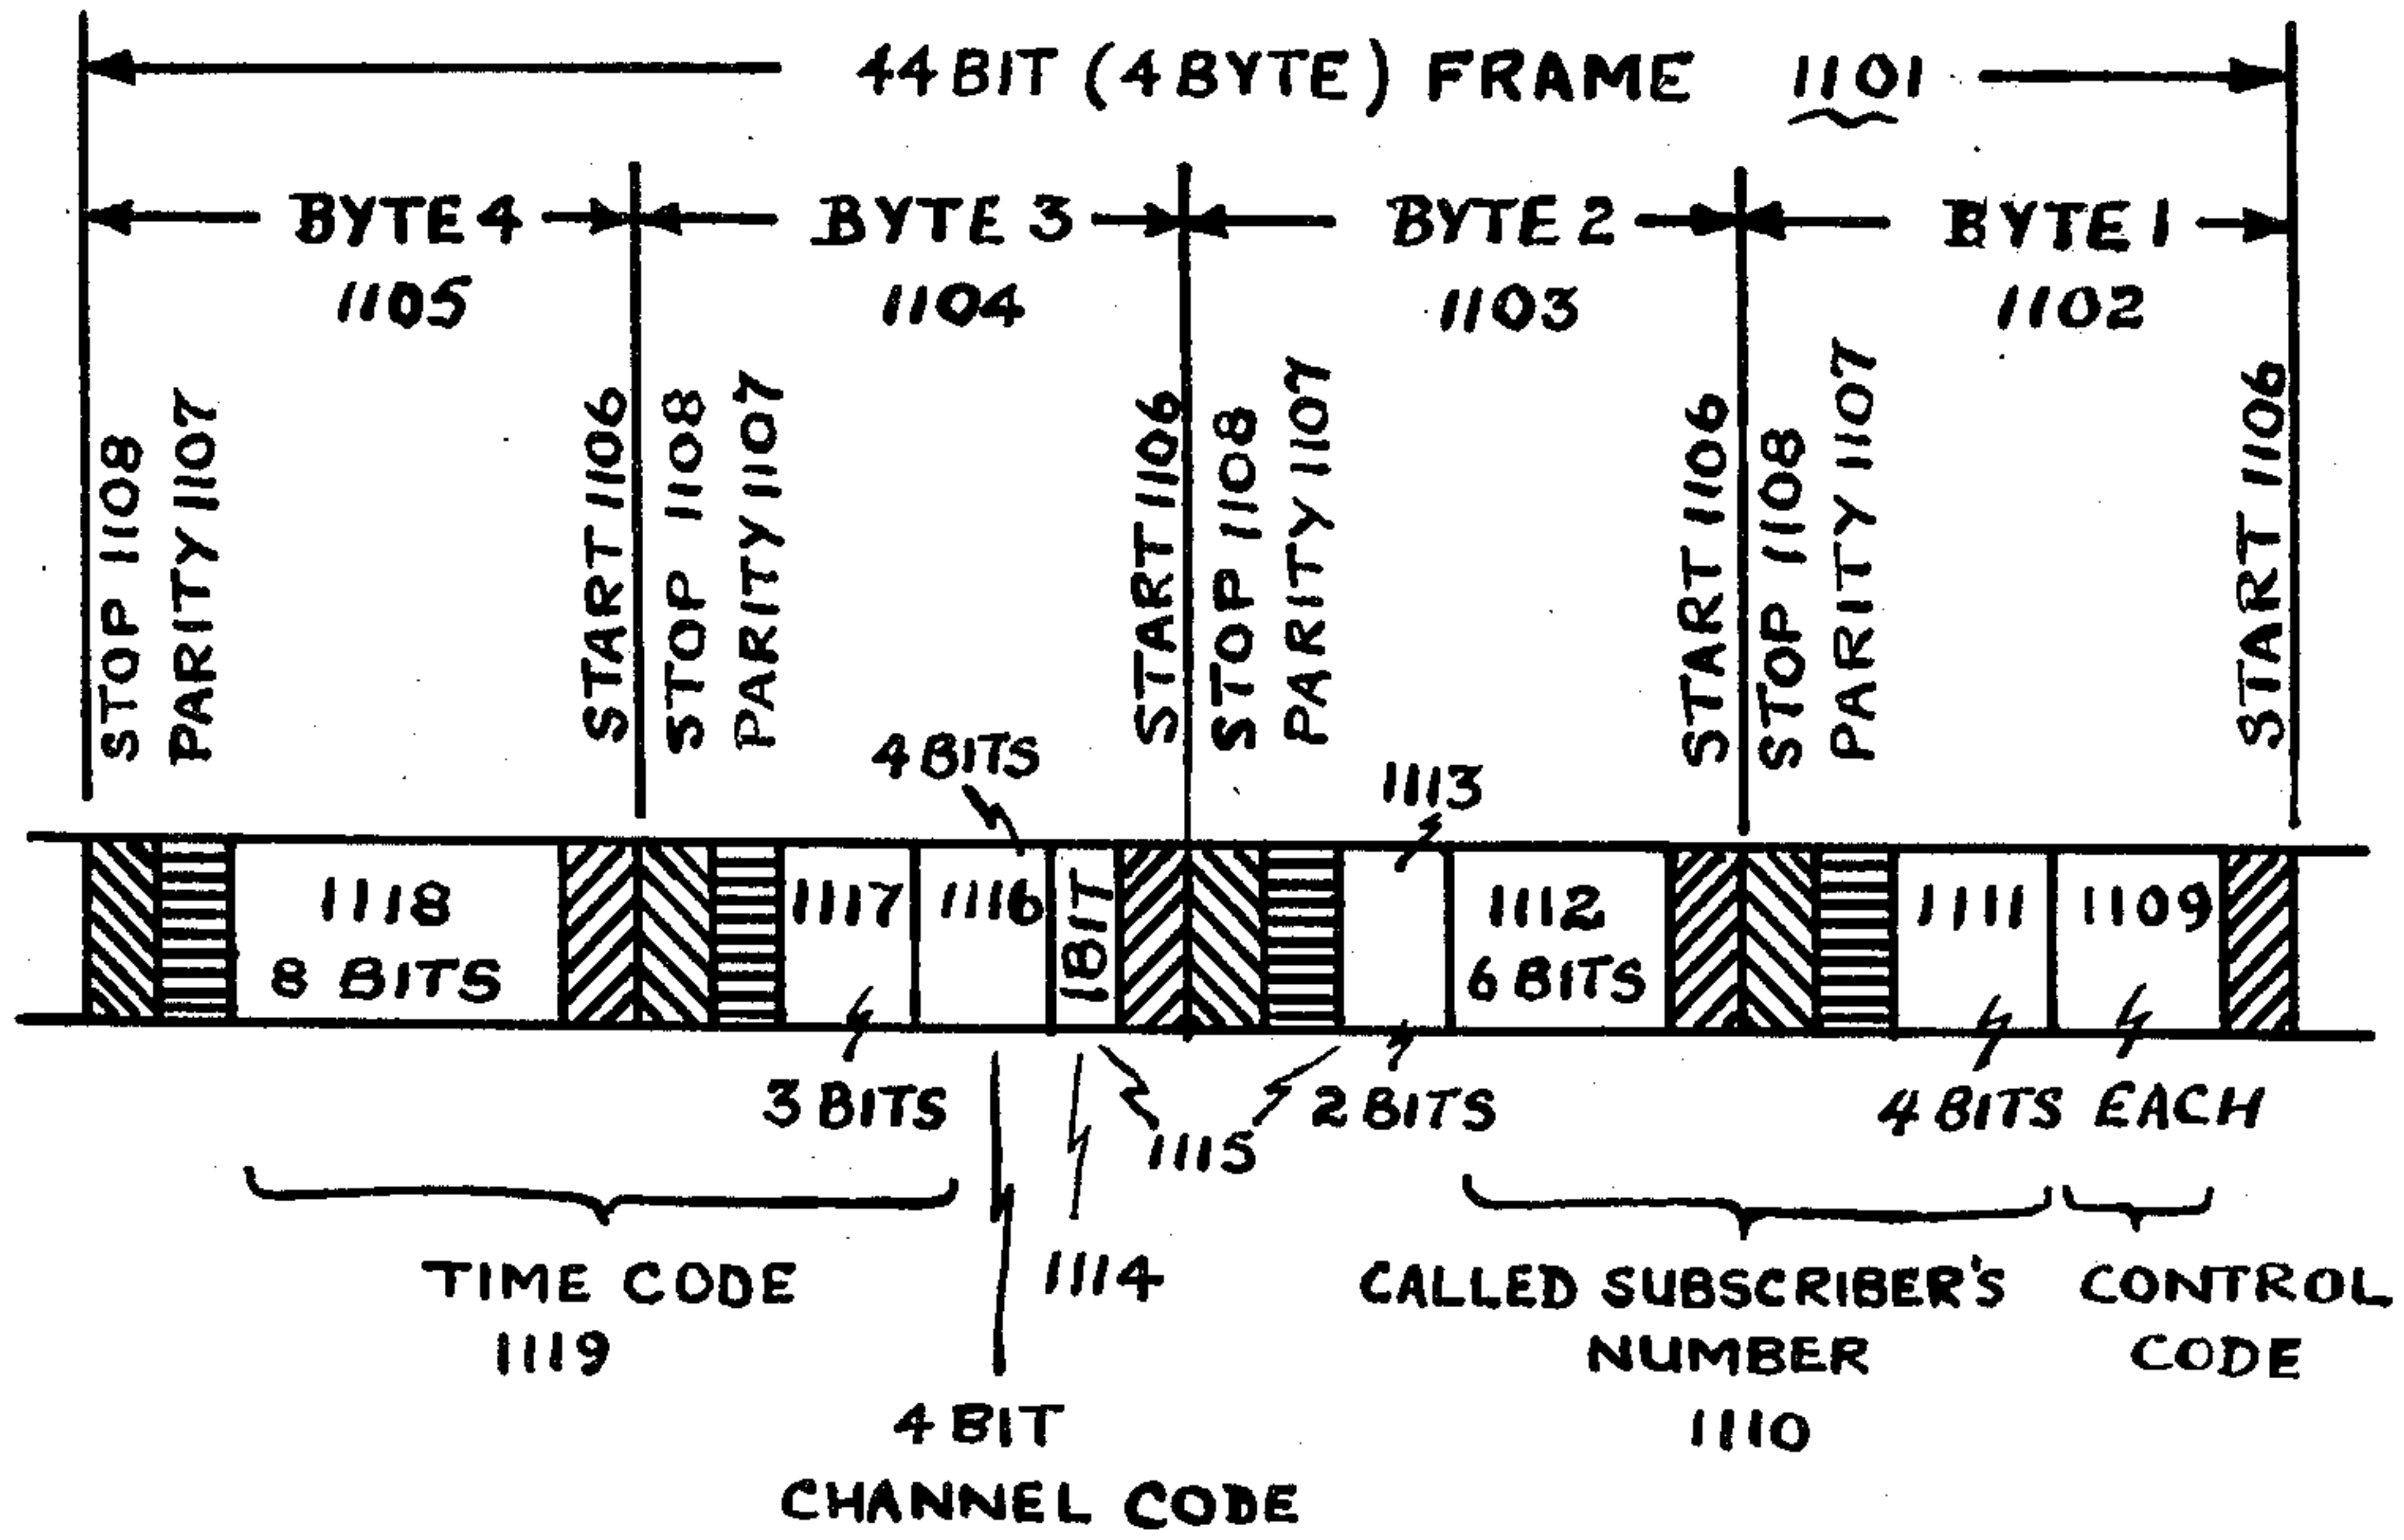 44 BIT (4 BYTE) FRAME 1101
BYTE 4 BYTE 3 BYTE 2 BYTE 1
1105 1104 1103 1102
STOP 1108
PARITY 1107
START 1106
STOP 1108
PARITY 1107
START 1106
STOP 1108
PARITY 1107
START 1106
STOP 1108
PARITY 1107
START 1106
4 BITS
1113
1118
8 BITS
1117
1116
1BIT
1112
6 BITS
1111
1109
3 BITS
1115
2 BITS
4 BITS EACH
TIME CODE
1119
1114
4 BIT
CHANNEL CODE
CALLED SUBSCRIBER'S
NUMBER
1110
CONTROL
CODE